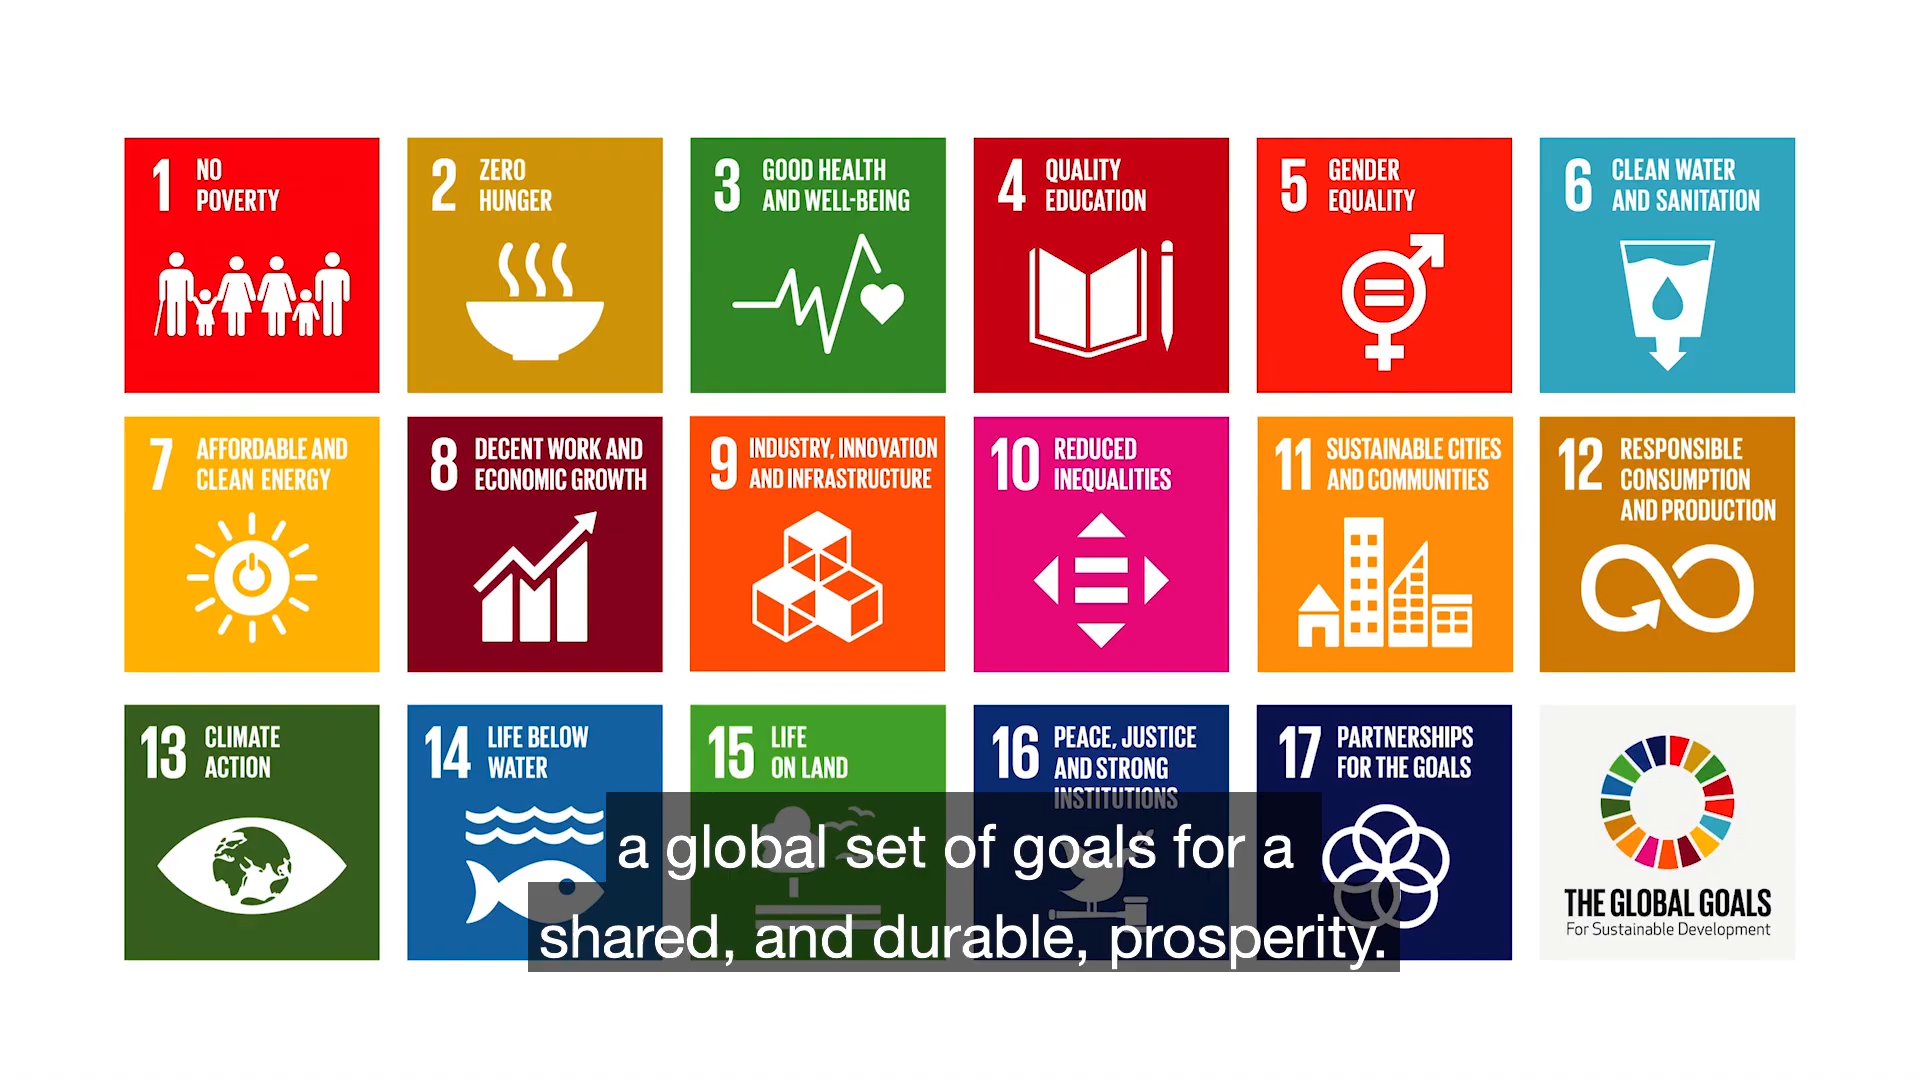 1 NO
POVERTY
2 ZERO
HUNGER
3 GOOD HEALTH
AND WELL-BEING
4 QUALITY
EDUCATION
5 GENDER
EQUALITY
6 CLEAN WATER
AND SANITATION
7 AFFORDABLE AND
CLEAN ENERGY
8 DECENT WORK AND
ECONOMIC GROWTH
9 INDUSTRY, INNOVATION
AND INFRASTRUCTURE
10 REDUCED
INEQUALITIES
11 SUSTAINABLE CITIES
AND COMMUNITIES
12 RESPONSIBLE
CONSUMPTION
AND PRODUCTION
13 CLIMATE
ACTION
14 LIFE BELOW
WATER
15 LIFE
ON LAND
16 PEACE, JUSTICE
AND STRONG
INSTITUTIONS
17 PARTNERSHIPS
FOR THE GOALS
THE GLOBAL GOALS
For Sustainable Development
a global set of goals for a
shared, and durable, prosperity.